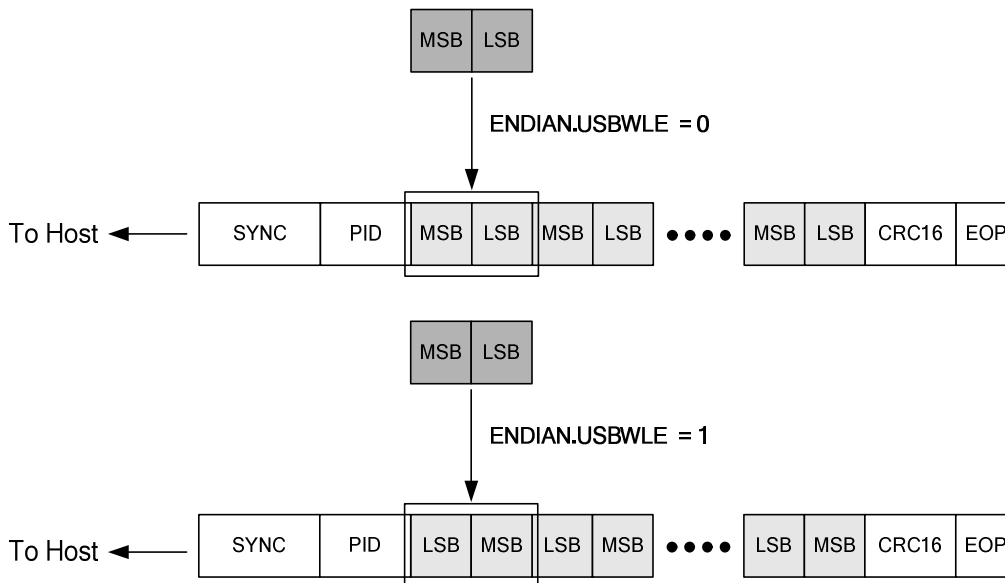 MSB LSB
ENDIAN.USBWLE = 0
To Host SYNC PID MSB LSB MSB LSB MSB LSB CRC16 EOP
MSB LSB
ENDIAN.USBWLE = 1
To Host SYNC PID LSB MSB LSB MSB LSB MSB CRC16 EOP